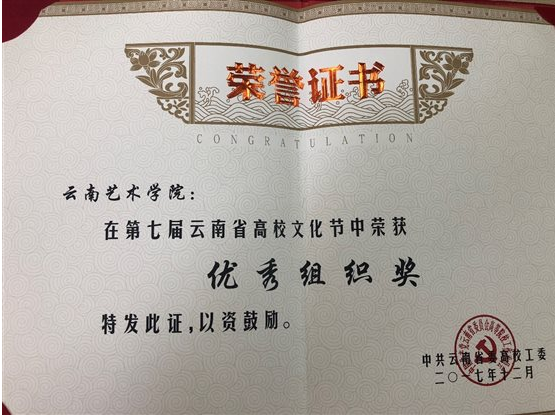 荣誉证书
CONGRATULATION
云南艺术学院：
在第七届云南省高校文化节中荣获
优秀组织奖
特发此证，以资鼓励。
中共云南省委高校工委
二〇一七年十二月